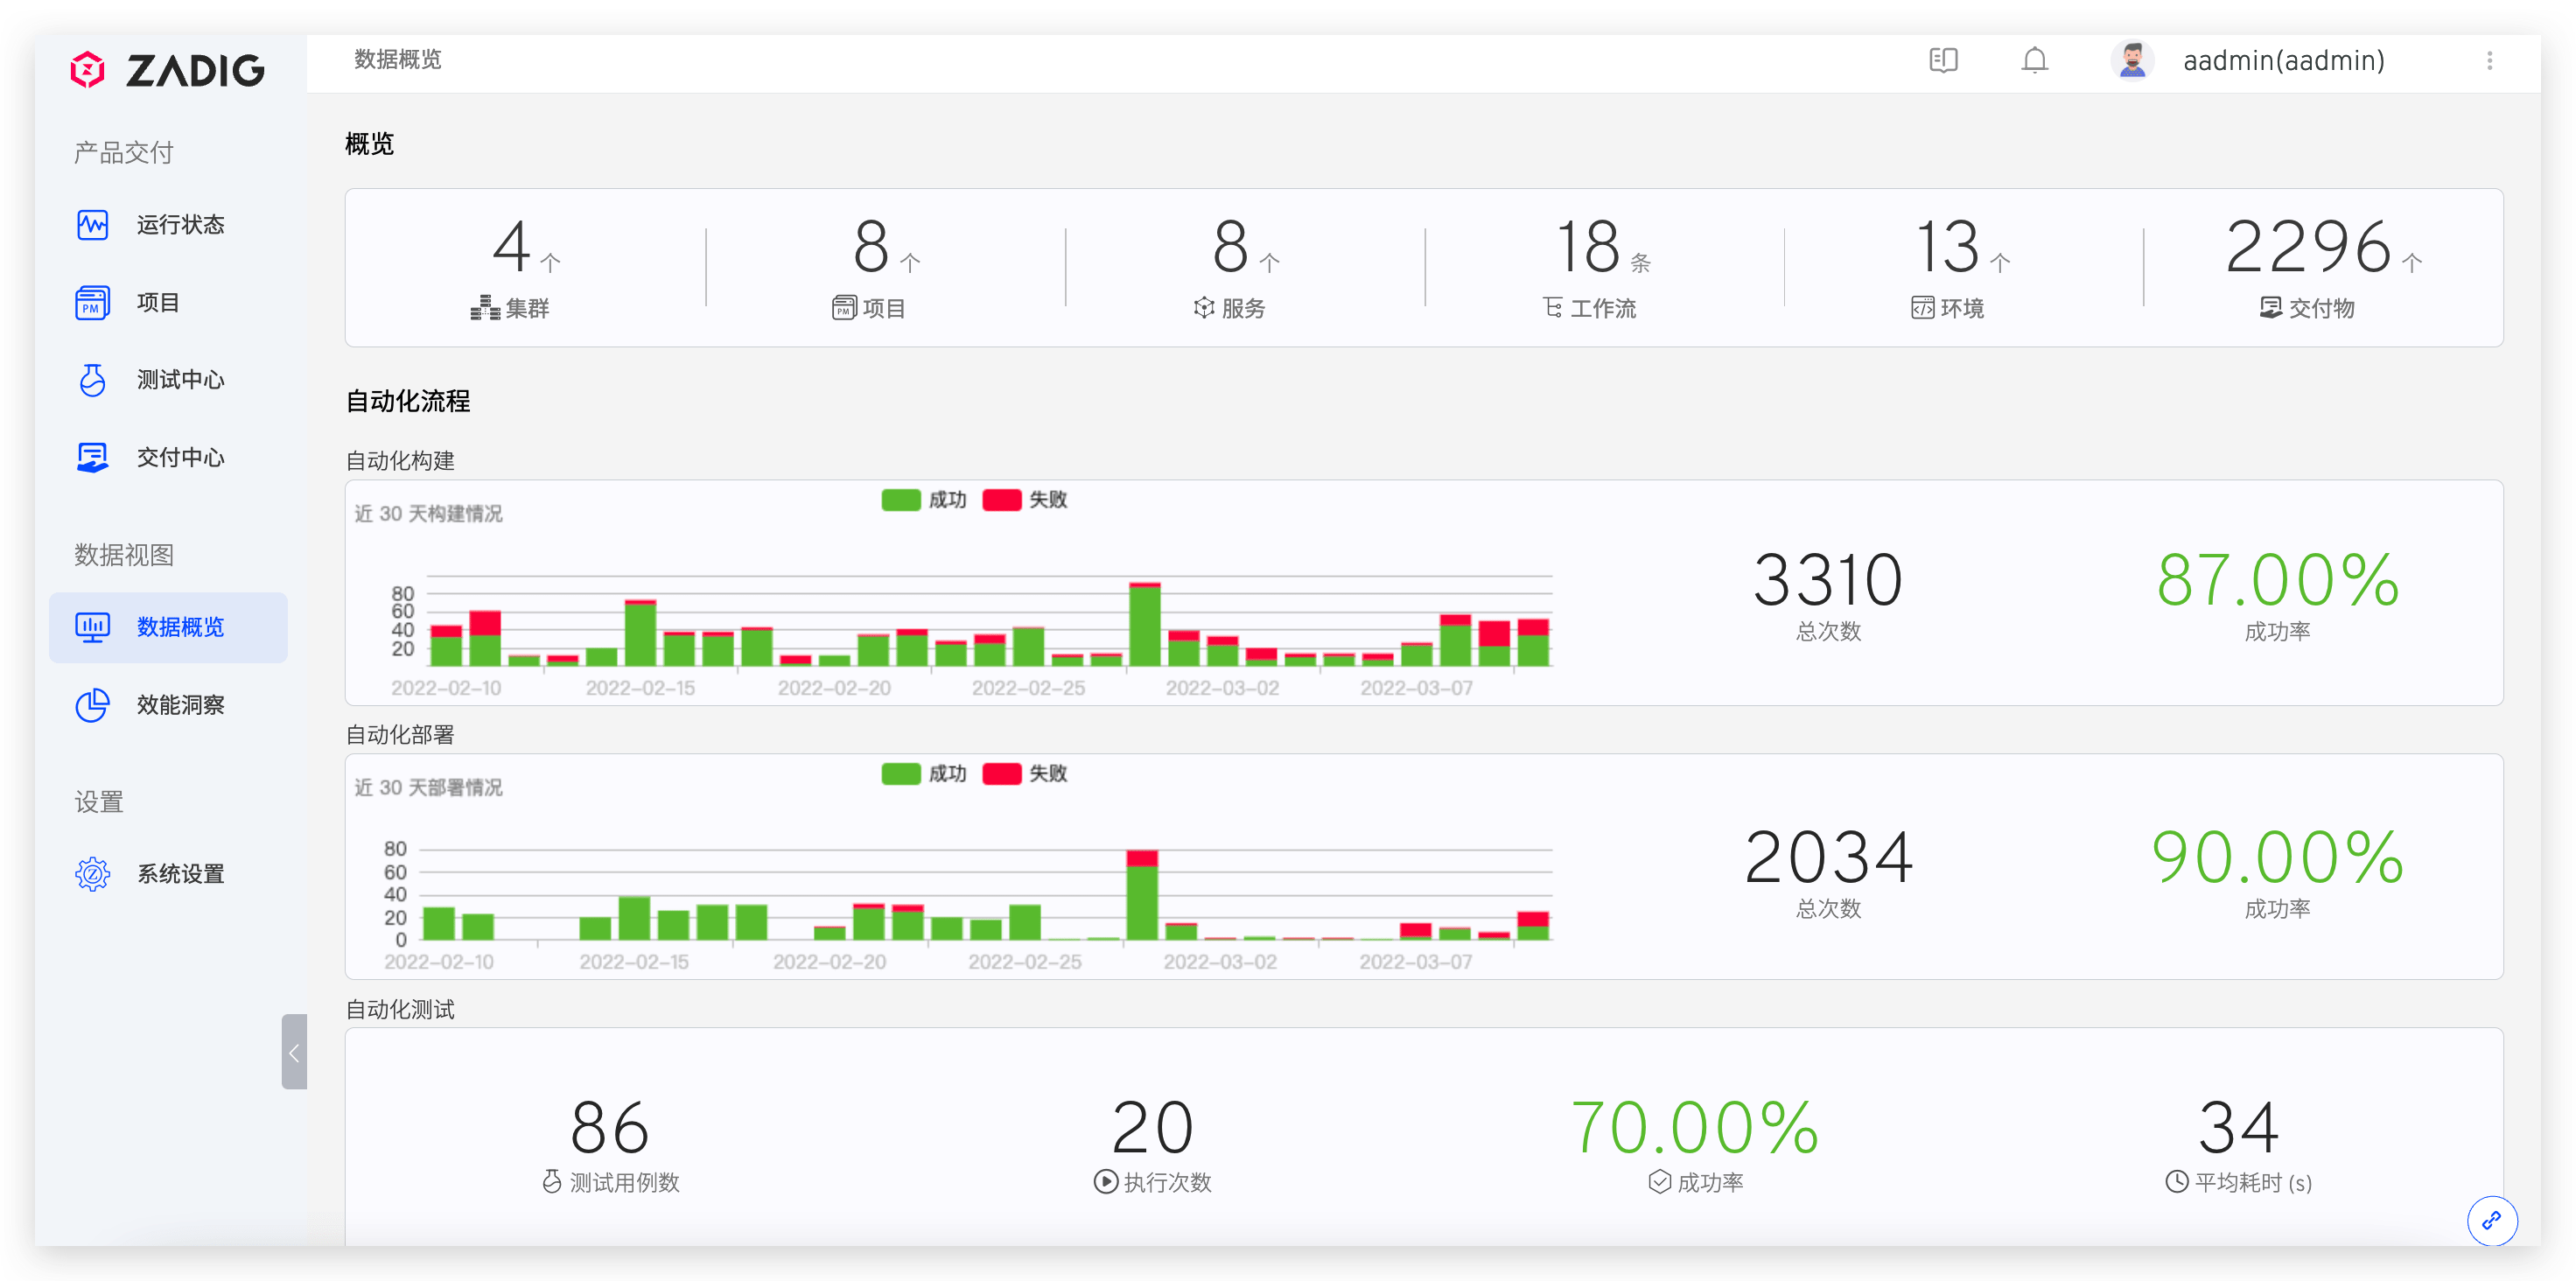 ZADIG
产品交付
运行状态
项目
测试中心
交付中心
数据视图
数据概览
效能洞察
设置
系统设置
数据概览
aadmin(aadmin)
概览
4 个
集群
8 个
项目
8 个
服务
18 条
工作流
13 个
环境
2296 个
交付物
自动化流程
自动化构建
近 30 天构建情况
成功 失败
80
60
40
20
2022-02-10 2022-02-15 2022-02-20 2022-02-25 2022-03-02 2022-03-07
3310
总次数
87.00%
成功率
自动化部署
近 30 天部署情况
成功 失败
80
60
40
20
0
2022-02-10 2022-02-15 2022-02-20 2022-02-25 2022-03-02 2022-03-07
2034
总次数
90.00%
成功率
自动化测试
86
测试用例数
20
执行次数
70.00%
成功率
34
平均耗时 (s)